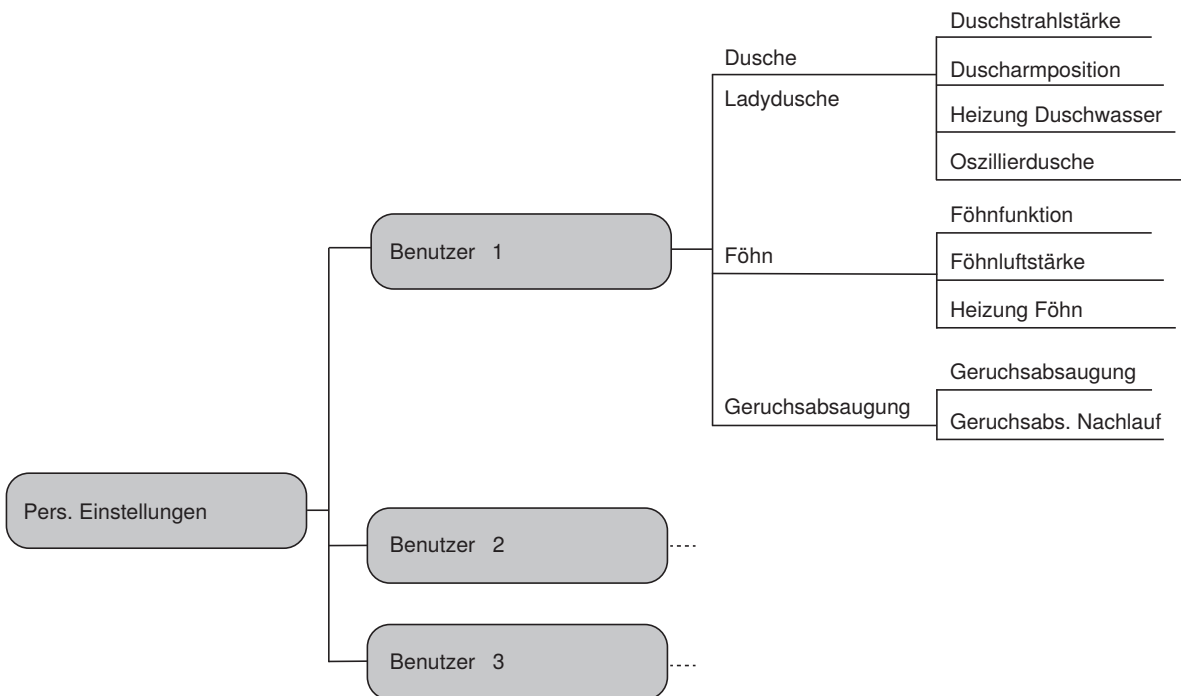 Duschstrahlstärke
Dusche
Duscharmposition
Ladydusche
Heizung Duschwasser
Oszillierdusche
Föhnfunktion
Benutzer 1
Föhn
Föhnluftstärke
Heizung Föhn
Geruchsabsaugung
Geruchsabsaugung
Geruchsabs. Nachlauf
Pers. Einstellungen
Benutzer 2
Benutzer 3